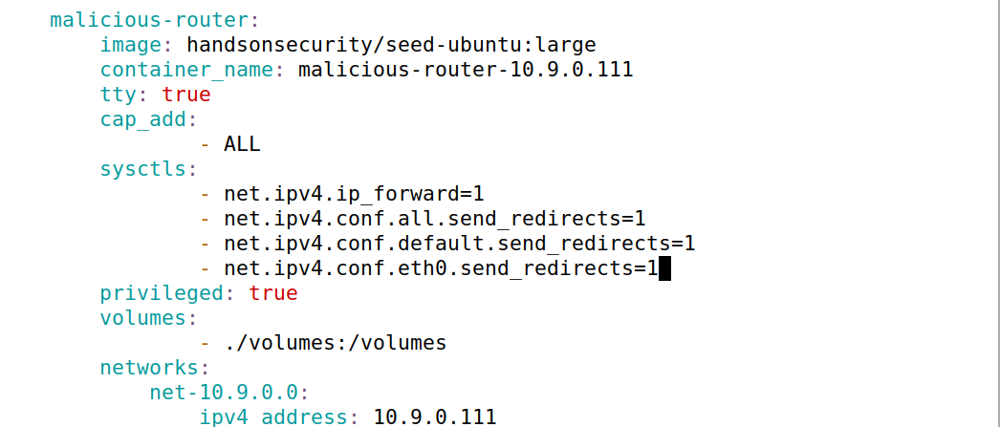 malicious-router:
image: handsonsecurity/seed-ubuntu:large
container_name: malicious-router-10.9.0.111
tty: true
cap_add:
- ALL
sysctls:
- net.ipv4.ip_forward=1
- net.ipv4.conf.all.send_redirects=1
- net.ipv4.conf.default.send_redirects=1
- net.ipv4.conf.eth0.send_redirects=1
privileged: true
volumes:
- ./volumes:/volumes
networks:
net-10.9.0.0:
ipv4_address: 10.9.0.111